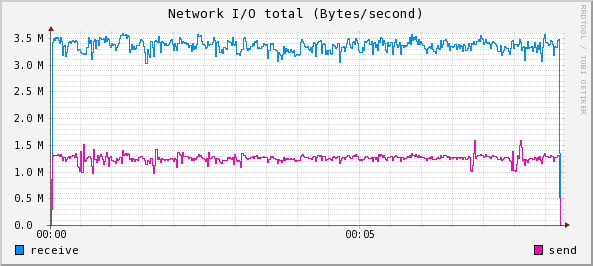 Network I/O total (Bytes/second)
RRDTOOL / TOBI OETIKER
3.5 M
3.0 M
2.5 M
2.0 M
1.5 M
1.0 M
0.5 M
0.0
00:00 00:05
receive send